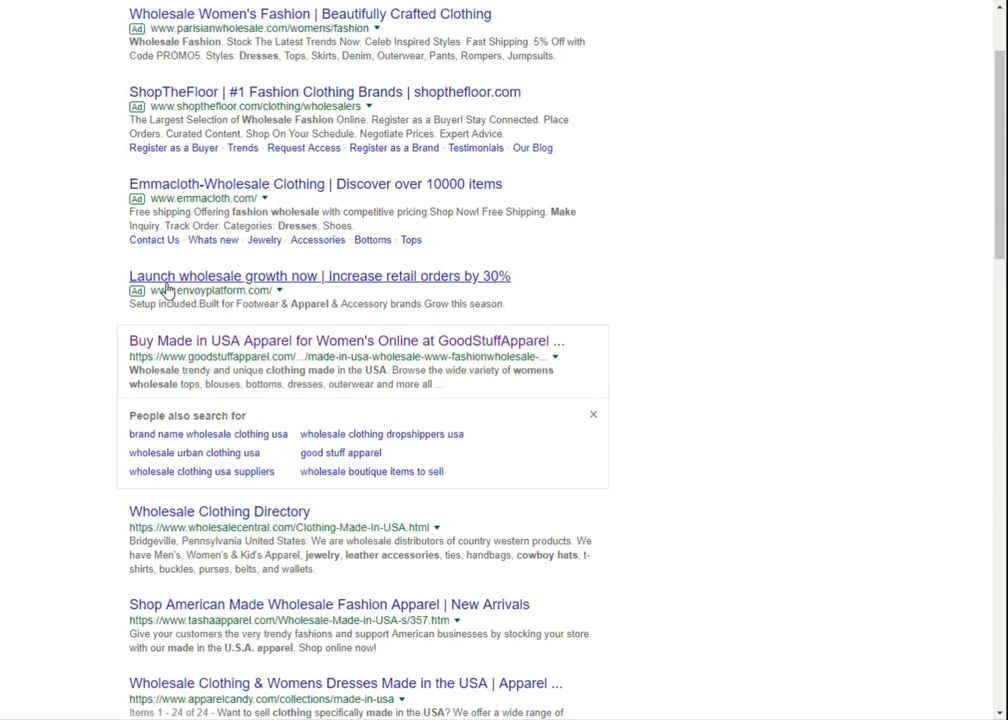 Wholesale Women's Fashion | Beautifully Crafted Clothing
Ad www.parisianwholesale.com/womens/fashion
Wholesale Fashion. Stock The Latest Trends Now. Celeb Inspired Styles. Fast Shipping. 5% Off with
Code PROMO5. Styles: Dresses, Tops, Skirts, Denim, Outerwear, Pants, Rompers, Jumpsuits.
ShopTheFloor | #1 Fashion Clothing Brands | shopthefloor.com
Ad www.shopthefloor.com/clothing/wholesalers
The Largest Selection of Wholesale Fashion Online. Register as a Buyer! Stay Connected. Place
Orders. Curated Content. Shop On Your Schedule. Negotiate Prices. Expert Advice.
Register as a Buyer · Trends · Request Access · Register as a Brand · Testimonials · Our Blog
Emmacloth-Wholesale Clothing | Discover over 10000 items
Ad www.emmacloth.com/
Free shipping.Offering fashion wholesale with competitive pricing.Shop Now! Free Shipping. Make
Inquiry. Track Order. Categories: Dresses, Shoes.
Contact Us · Whats new · Jewelry · Accessories · Bottoms · Tops
Launch wholesale growth now | Increase retail orders by 30%
Ad www.envoyplatform.com/
Setup included.Built for Footwear & Apparel & Accessory brands.Grow this season.
Buy Made in USA Apparel for Women's Online at GoodStuffApparel ...
https://www.goodstuffapparel.com/.../made-in-usa-wholesale-www-fashionwholesale-...
Wholesale trendy and unique clothing made in the USA. Browse the wide variety of womens
wholesale tops, blouses, bottoms, dresses, outerwear and more all ...
People also search for
brand name wholesale clothing usa wholesale clothing dropshippers usa
wholesale urban clothing usa good stuff apparel
wholesale clothing usa suppliers wholesale boutique items to sell
Wholesale Clothing Directory
https://www.wholesalecentral.com/Clothing-Made-In-USA.html
Bridgeville, Pennsylvania United States. We are wholesale distributors of country western products. We
have Men's, Women's & Kid's Apparel, jewelry, leather accessories, ties, handbags, cowboy hats, t-
shirts, buckles, purses, belts, and wallets.
Shop American Made Wholesale Fashion Apparel | New Arrivals
https://www.tashaapparel.com/Wholesale-Made-in-USA-s/357.htm
Give your customers the very trendy fashions and support American businesses by stocking your store
with our made in the U.S.A. apparel. Shop online now!
Wholesale Clothing & Womens Dresses Made in the USA | Apparel ...
https://www.apparelcandy.com/collections/made-in-usa
Items 1 - 24 of 24 - Want to sell clothing specifically made in the USA? We offer a wide range of